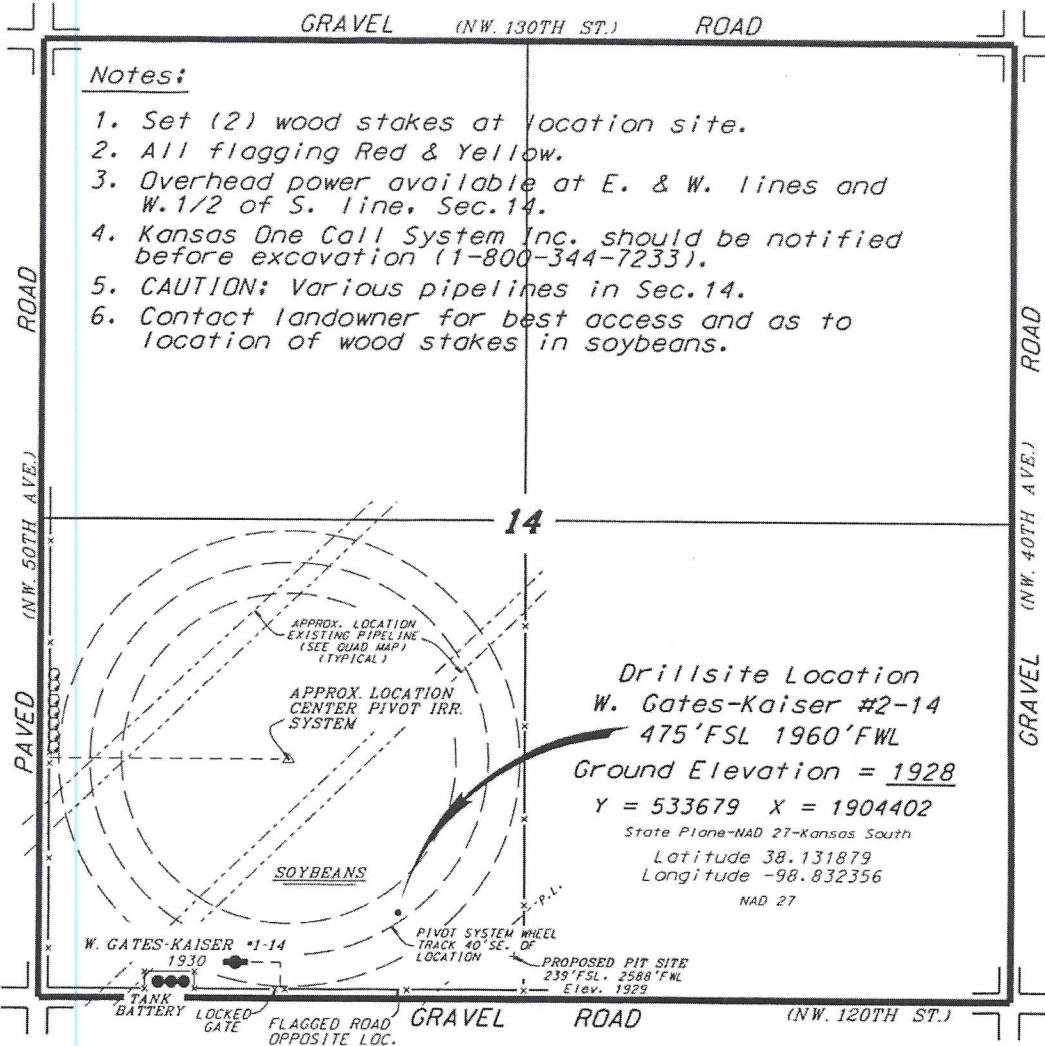 GRAVEL (NW. 130TH ST.) ROAD
Notes:
1. Set (2) wood stakes at location site.
2. All flagging Red & Yellow.
3. Overhead power available at E. & W. lines and
W. 1/2 of S. line, Sec. 14.
4. Kansas One Call System Inc. should be notified
before excavation (1-800-344-7233).
5. CAUTION: Various pipelines in Sec. 14.
6. Contact landowner for best access and as to
location of wood stakes in soybeans.
PAVED (NW. 50TH AVE.) ROAD
GRAVEL (NW. 40TH AVE.) ROAD
14
APPROX. LOCATION
EXISTING PIPELINE
(SEE QUAD MAP)
(TYPICAL)
APPROX. LOCATION
CENTER PIVOT IRR.
SYSTEM
Drillsite Location
W. Gates-Kaiser #2-14
475'FSL 1960'FWL
Ground Elevation = 1928
Y = 533679 X = 1904402
State Plane-NAD 27-Kansas South
Latitude 38.131879
Longitude -98.832356
NAD 27
SOYBEANS
P.L.
PIVOT SYSTEM WHEEL
TRACK 40'SE. OF
LOCATION
W. GATES-KAISER #1-14
1930
PROPOSED PIT SITE
239'FSL. 2588'FWL
Elev. 1929
TANK
BATTERY
LOCKED
GATE
FLAGGED ROAD
OPPOSITE LOC.
GRAVEL ROAD (NW. 120TH ST.)